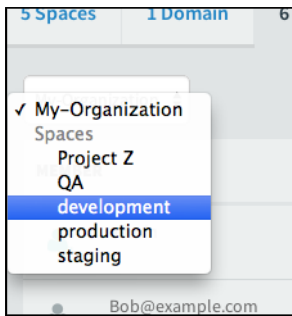 5 Spaces 1 Domain 6
✓ My-Organization
Spaces
Project Z
QA
development
production
staging
Bob@example.com